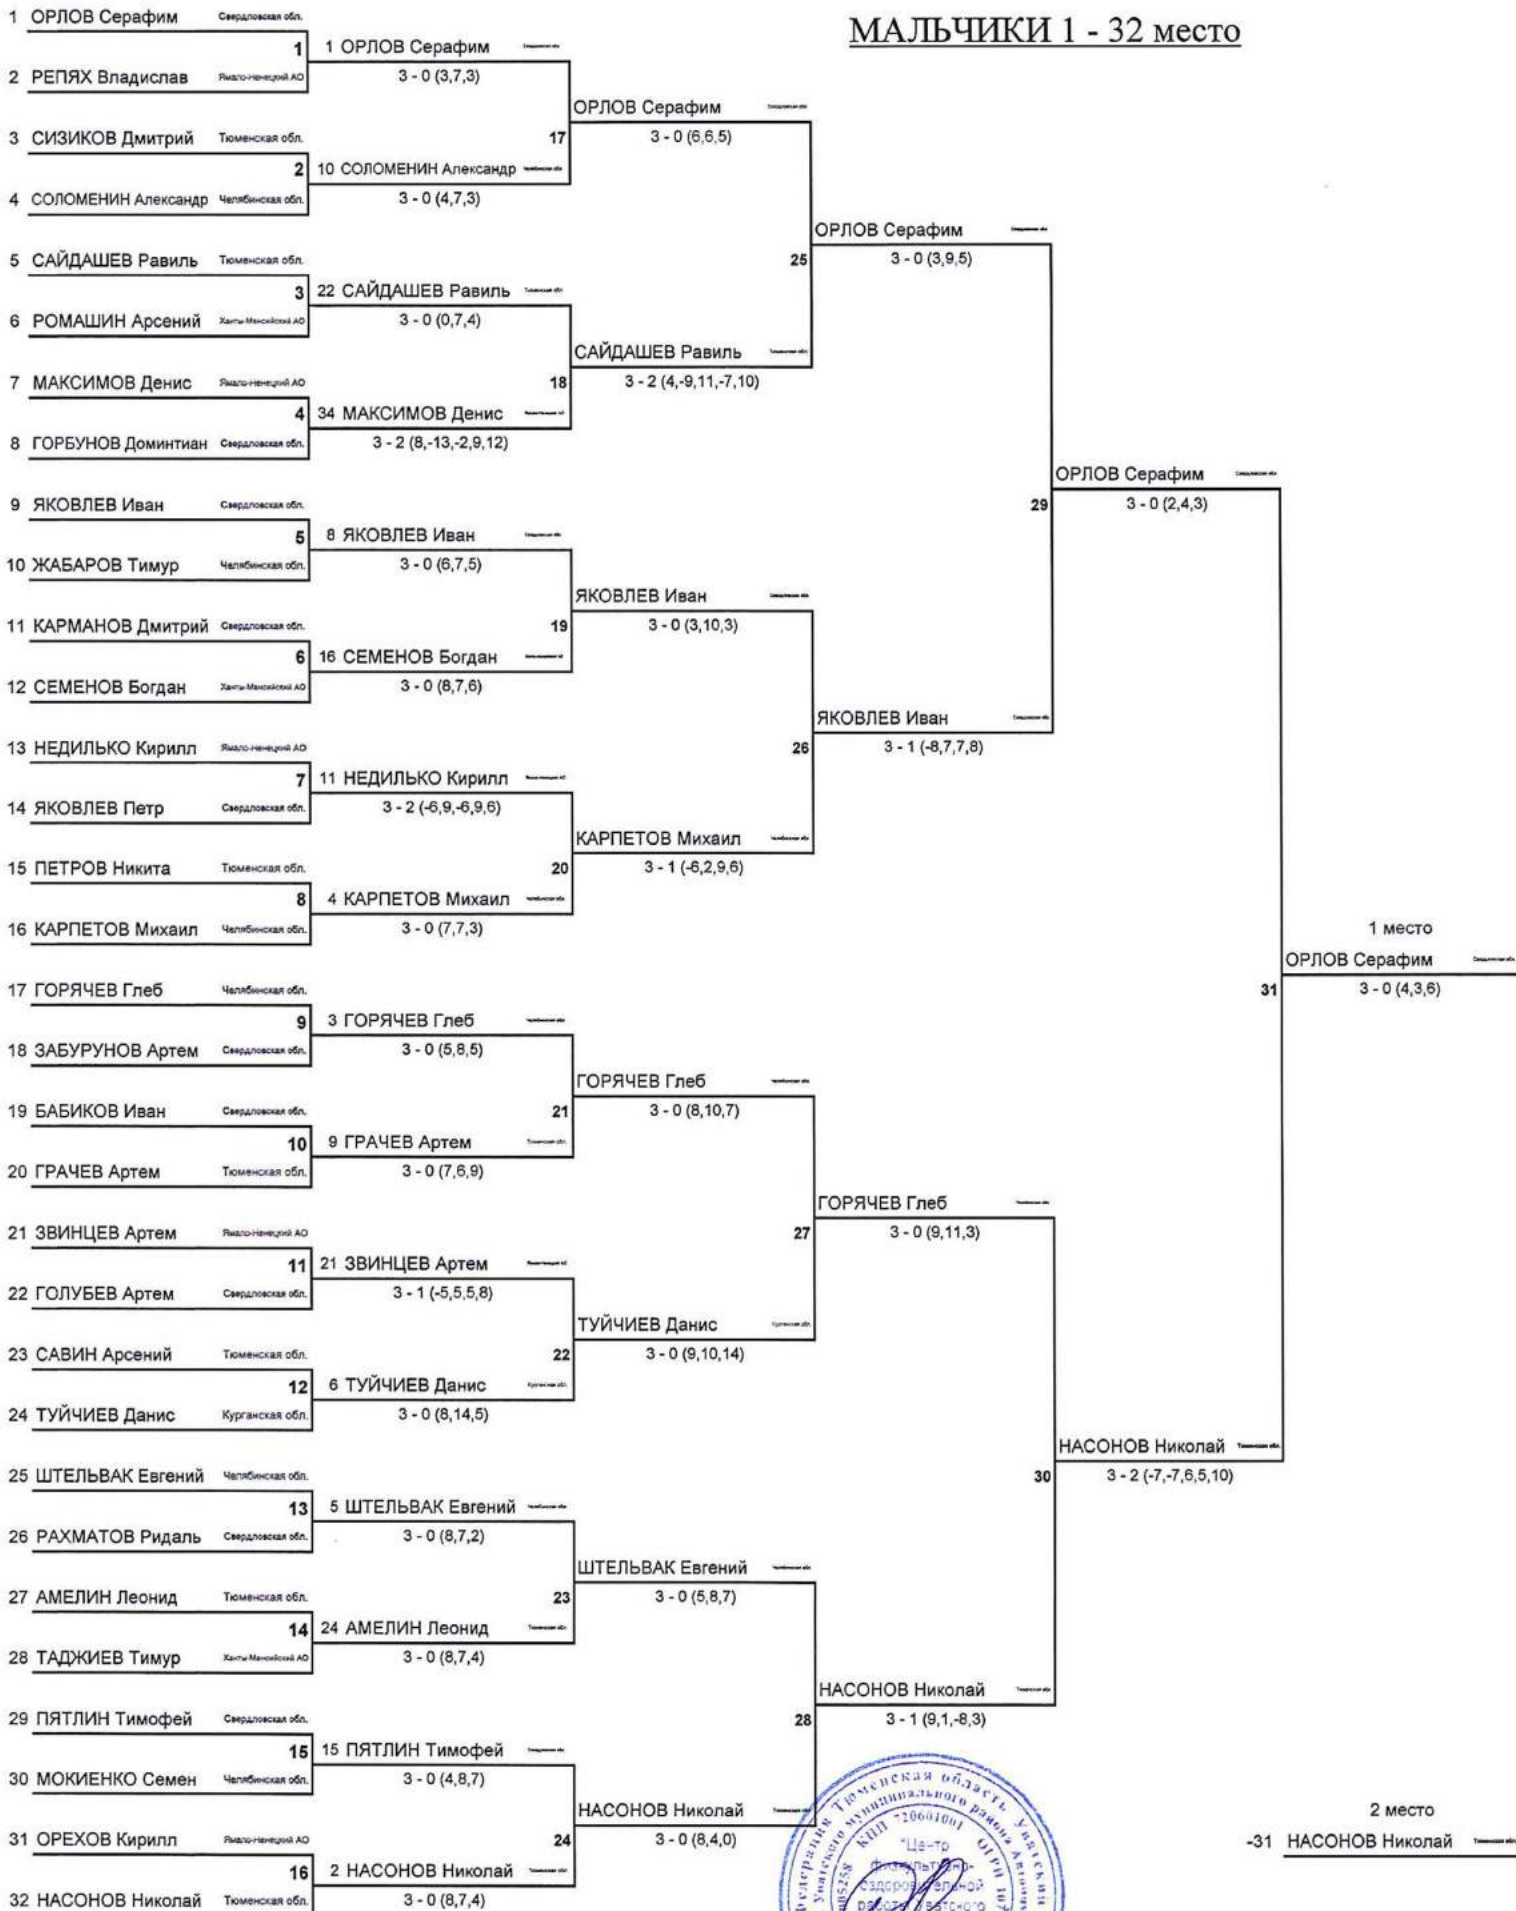 МАЛЬЧИКИ 1 - 32 место
1 ОРЛОВ Серафим Свердловская обл.
1
2 РЕПЯХ Владислав Ямало-Ненецкий АО
3 СИЗИКОВ Дмитрий Тюменская обл.
2
4 СОЛОМЕНИН Александр Челябинская обл.
5 САЙДАШЕВ Равиль Тюменская обл.
3
6 РОМАШИН Арсений Ханты-Мансийский АО
7 МАКСИМОВ Денис Ямало-Ненецкий АО
4
8 ГОРБУНОВ Доминтиан Свердловская обл.
9 ЯКОВЛЕВ Иван Свердловская обл.
5
10 ЖАБАРОВ Тимур Челябинская обл.
11 КАРМАНОВ Дмитрий Свердловская обл.
6
12 СЕМЕНОВ Богдан Ханты-Мансийский АО
13 НЕДИЛЬКО Кирилл Ямало-Ненецкий АО
7
14 ЯКОВЛЕВ Петр Свердловская обл.
15 ПЕТРОВ Никита Тюменская обл.
8
16 КАРПЕТОВ Михаил Челябинская обл.
17 ГОРЯЧЕВ Глеб Челябинская обл.
9
18 ЗАБУРУНОВ Артем Свердловская обл.
19 БАБИКОВ Иван Свердловская обл.
10
20 ГРАЧЕВ Артем Тюменская обл.
21 ЗВИНЦЕВ Артем Ямало-Ненецкий АО
11
22 ГОЛУБЕВ Артем Свердловская обл.
23 САВИН Арсений Тюменская обл.
12
24 ТУЙЧИЕВ Данис Курганская обл.
25 ШТЕЛЬВАК Евгений Челябинская обл.
13
26 РАХМАТОВ Ридаль Свердловская обл.
27 АМЕЛИН Леонид Тюменская обл.
14
28 ТАДЖИЕВ Тимур Ханты-Мансийский АО
29 ПЯТЛИН Тимофей Свердловская обл.
15
30 МОКИЕНКО Семен Челябинская обл.
31 ОРЕХОВ Кирилл Ямало-Ненецкий АО
16
32 НАСОНОВ Николай Тюменская обл.
1 ОРЛОВ Серафим
3 - 0 (3,7,3)
17
10 СОЛОМЕНИН Александр
3 - 0 (4,7,3)
22 САЙДАШЕВ Равиль
3 - 0 (0,7,4)
18
34 МАКСИМОВ Денис
3 - 2 (8,-13,-2,9,12)
8 ЯКОВЛЕВ Иван
3 - 0 (6,7,5)
19
16 СЕМЕНОВ Богдан
3 - 0 (8,7,6)
11 НЕДИЛЬКО Кирилл
3 - 2 (-6,9,-6,9,6)
20
4 КАРПЕТОВ Михаил
3 - 0 (7,7,3)
3 ГОРЯЧЕВ Глеб
3 - 0 (5,8,5)
21
9 ГРАЧЕВ Артем
3 - 0 (7,6,9)
21 ЗВИНЦЕВ Артем
3 - 1 (-5,5,5,8)
22
6 ТУЙЧИЕВ Данис
3 - 0 (8,14,5)
5 ШТЕЛЬВАК Евгений
3 - 0 (8,7,2)
23
24 АМЕЛИН Леонид
3 - 0 (8,7,4)
15 ПЯТЛИН Тимофей
3 - 0 (4,8,7)
24
2 НАСОНОВ Николай
3 - 0 (8,7,4)
ОРЛОВ Серафим
3 - 0 (6,6,5)
25
САЙДАШЕВ Равиль
3 - 2 (4,-9,11,-7,10)
ЯКОВЛЕВ Иван
3 - 0 (3,10,3)
26
КАРПЕТОВ Михаил
3 - 1 (-6,2,9,6)
ГОРЯЧЕВ Глеб
3 - 0 (8,10,7)
27
ТУЙЧИЕВ Данис
3 - 0 (9,10,14)
ШТЕЛЬВАК Евгений
3 - 0 (5,8,7)
28
НАСОНОВ Николай
3 - 0 (8,4,0)
ОРЛОВ Серафим
3 - 0 (3,9,5)
29
ЯКОВЛЕВ Иван
3 - 1 (-8,7,7,8)
ГОРЯЧЕВ Глеб
3 - 0 (9,11,3)
30
НАСОНОВ Николай
3 - 1 (9,1,-8,3)
ОРЛОВ Серафим
3 - 0 (2,4,3)
31
НАСОНОВ Николай
3 - 2 (-7,-7,6,5,10)
1 место
ОРЛОВ Серафим
3 - 0 (4,3,6)
2 место
-31 НАСОНОВ Николай
Тюменская область
муниципального района
КПП 720601001 ОГРН
"Центр